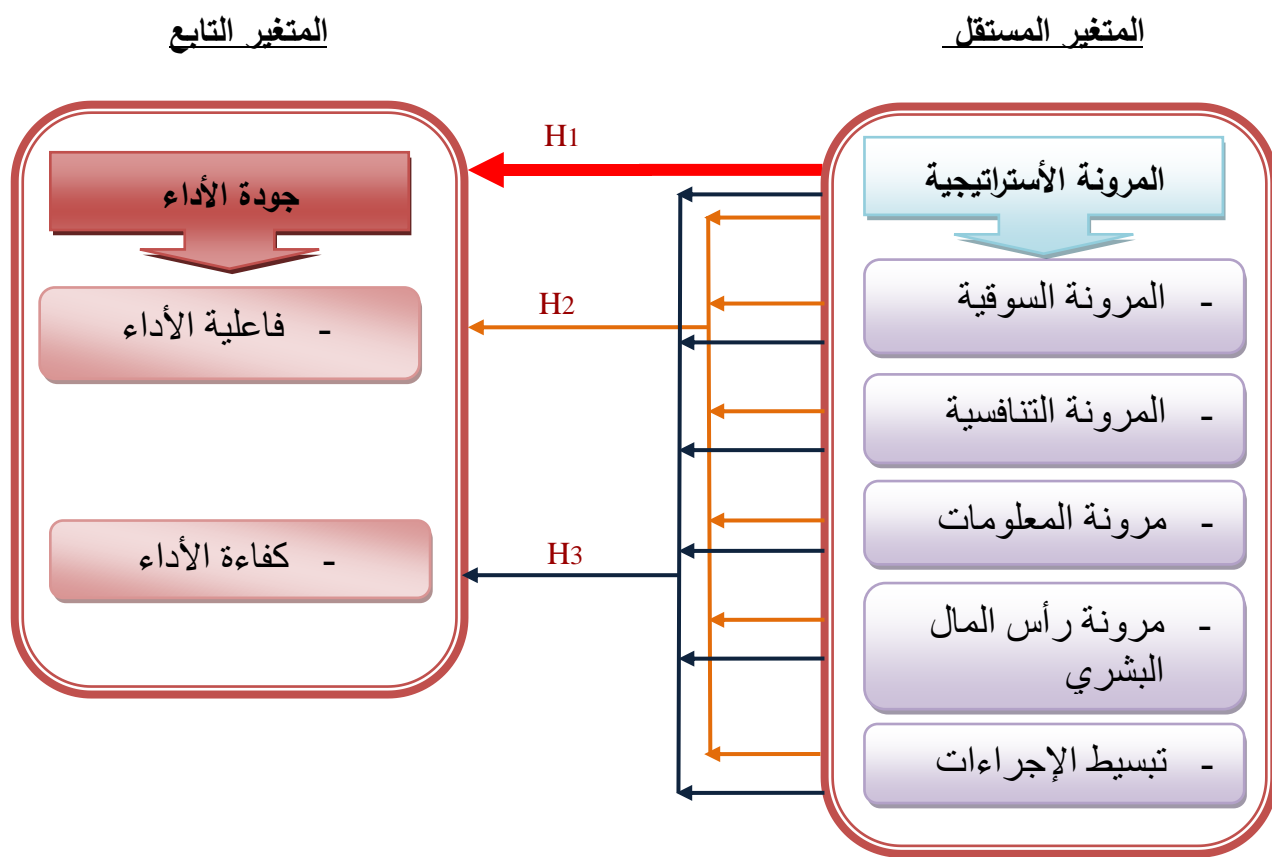 المتغير المستقل
المتغير التابع
H1
المرونة الأستراتيجية
جودة الأداء
- المرونة السوقية
- فاعلية الأداء
H2
- المرونة التنافسية
- مرونة المعلومات
- كفاءة الأداء
H3
- مرونة رأس المال
البشري
- تبسيط الإجراءات